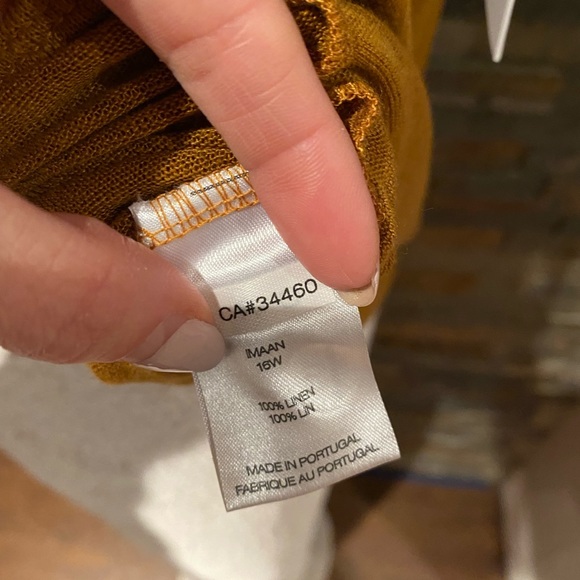 CA#34460
IMAAN
16W
100% LINEN
100% LIN
MADE IN PORTUGAL
FABRIQUE AU PORTUGAL